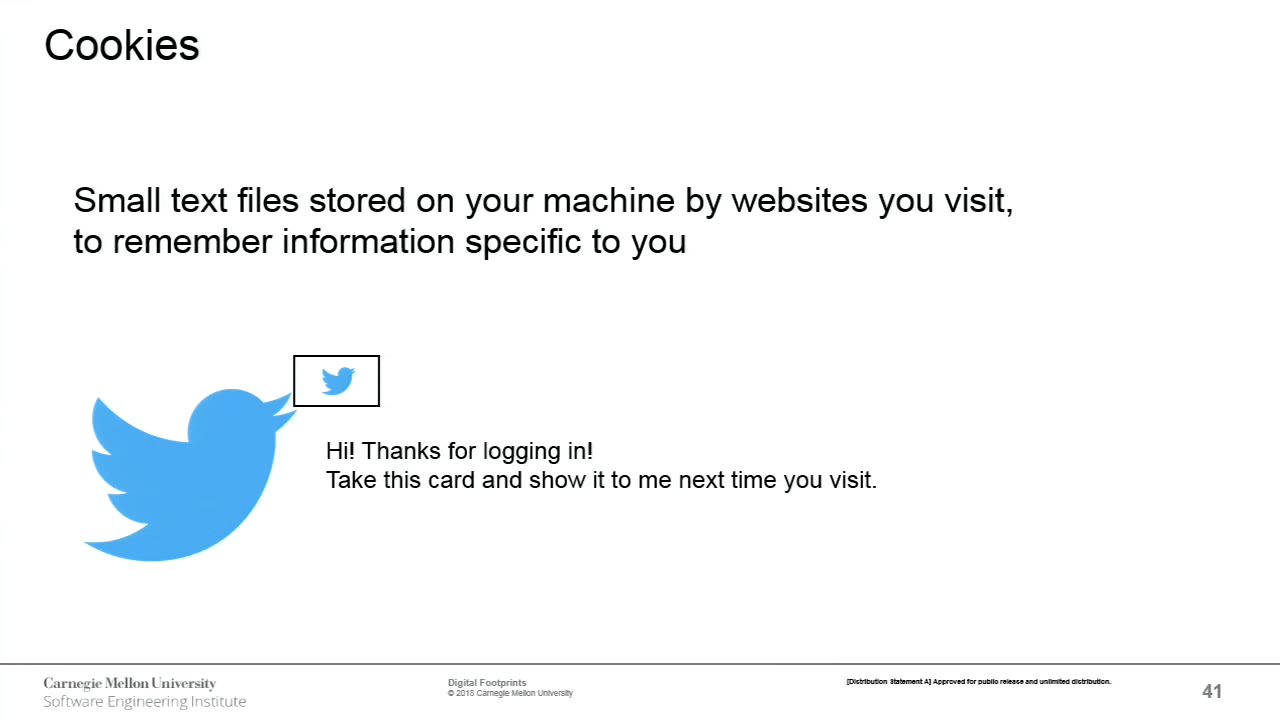 Cookies
Small text files stored on your machine by websites you visit,
to remember information specific to you
Hi! Thanks for logging in!
Take this card and show it to me next time you visit.
Carnegie Mellon University
Software Engineering Institute
Digital Footprints
© 2018 Carnegie Mellon University
[Distribution Statement A] Approved for public release and unlimited distribution.
41